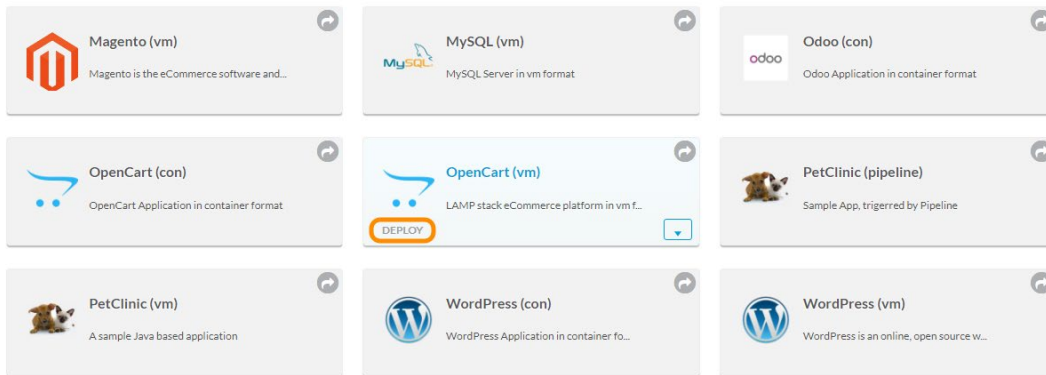 Magento (vm)
Magento is the eCommerce software and...
MySQL (vm)
MySQL
MySQL Server in vm format
Odoo (con)
odoo
Odoo Application in container format
OpenCart (con)
OpenCart Application in container format
OpenCart (vm)
LAMP stack eCommerce platform in vm f...
DEPLOY
PetClinic (pipeline)
Sample App, trigerred by Pipeline
PetClinic (vm)
A sample Java based application
WordPress (con)
WordPress Application in container fo...
WordPress (vm)
WordPress is an online, open source w...